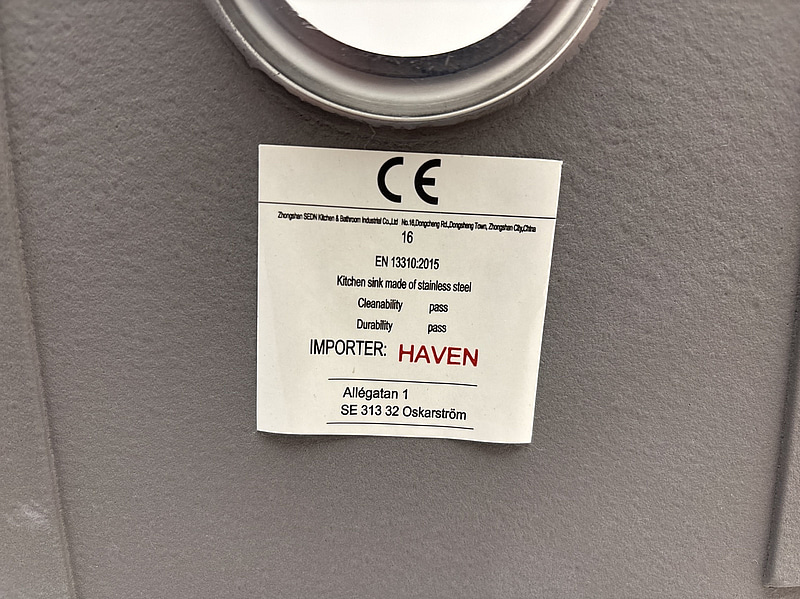 CE
Zhongshan SEDN Kitchen & Bathroom Industrial Co.,Ltd No.16,Dongcheng Rd.,Dongsheng Town, Zhongshan City,China
16
EN 13310:2015
Kitchen sink made of stainless steel
Cleanability pass
Durability pass
IMPORTER: HAVEN
Allégatan 1
SE 313 32 Oskarström